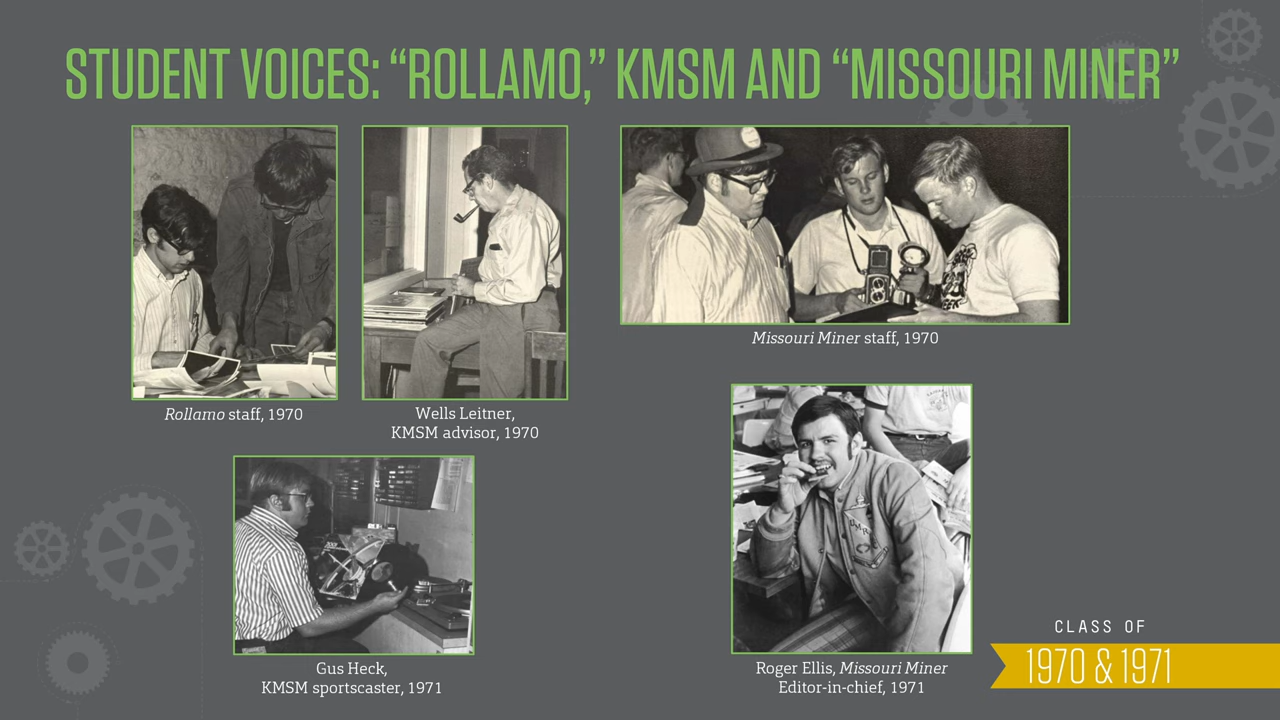 STUDENT VOICES: “ROLLAMO,” KMSM AND “MISSOURI MINER”
Rollamo staff, 1970
Wells Leitner,
KMSM advisor, 1970
Missouri Miner staff, 1970
Gus Heck,
KMSM sportscaster, 1971
Roger Ellis, Missouri Miner
Editor-in-chief, 1971
CLASS OF
1970 & 1971